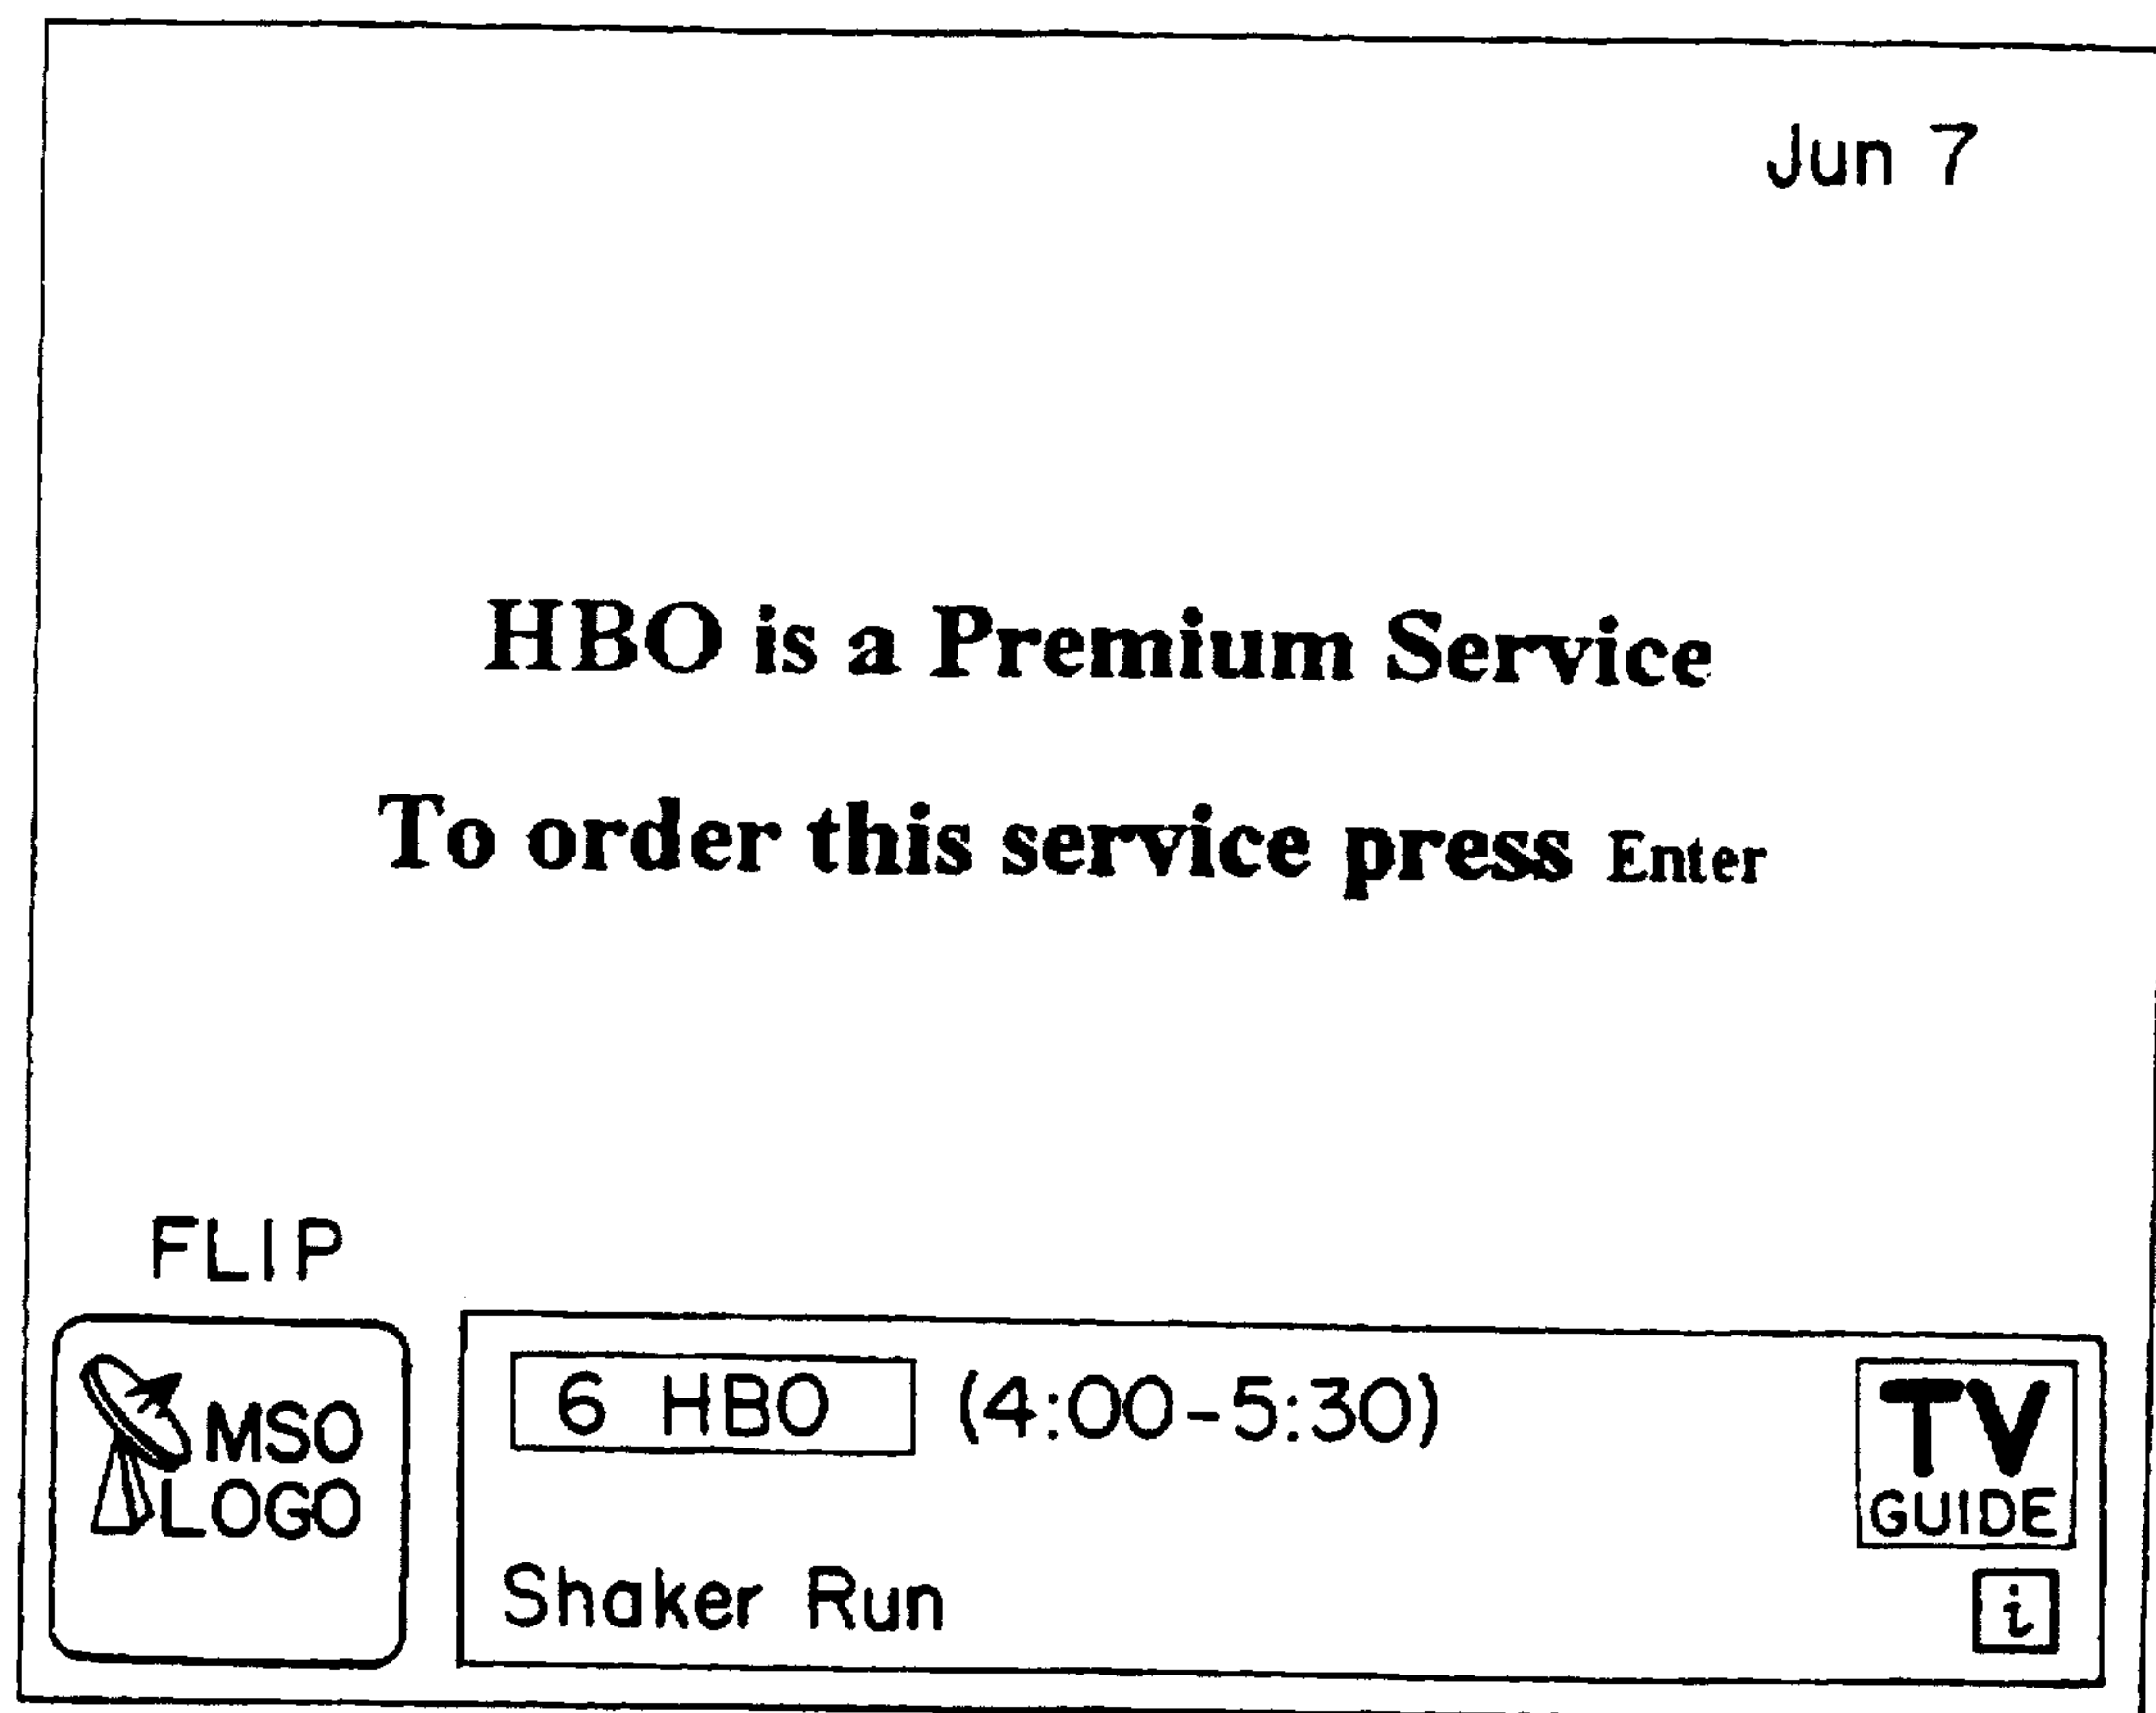 Jun 7
HBO is a Premium Service
To order this service press Enter
FLIP
MSO
LOGO
6 HBO (4:00-5:30)
Shaker Run
TV
GUIDE
i